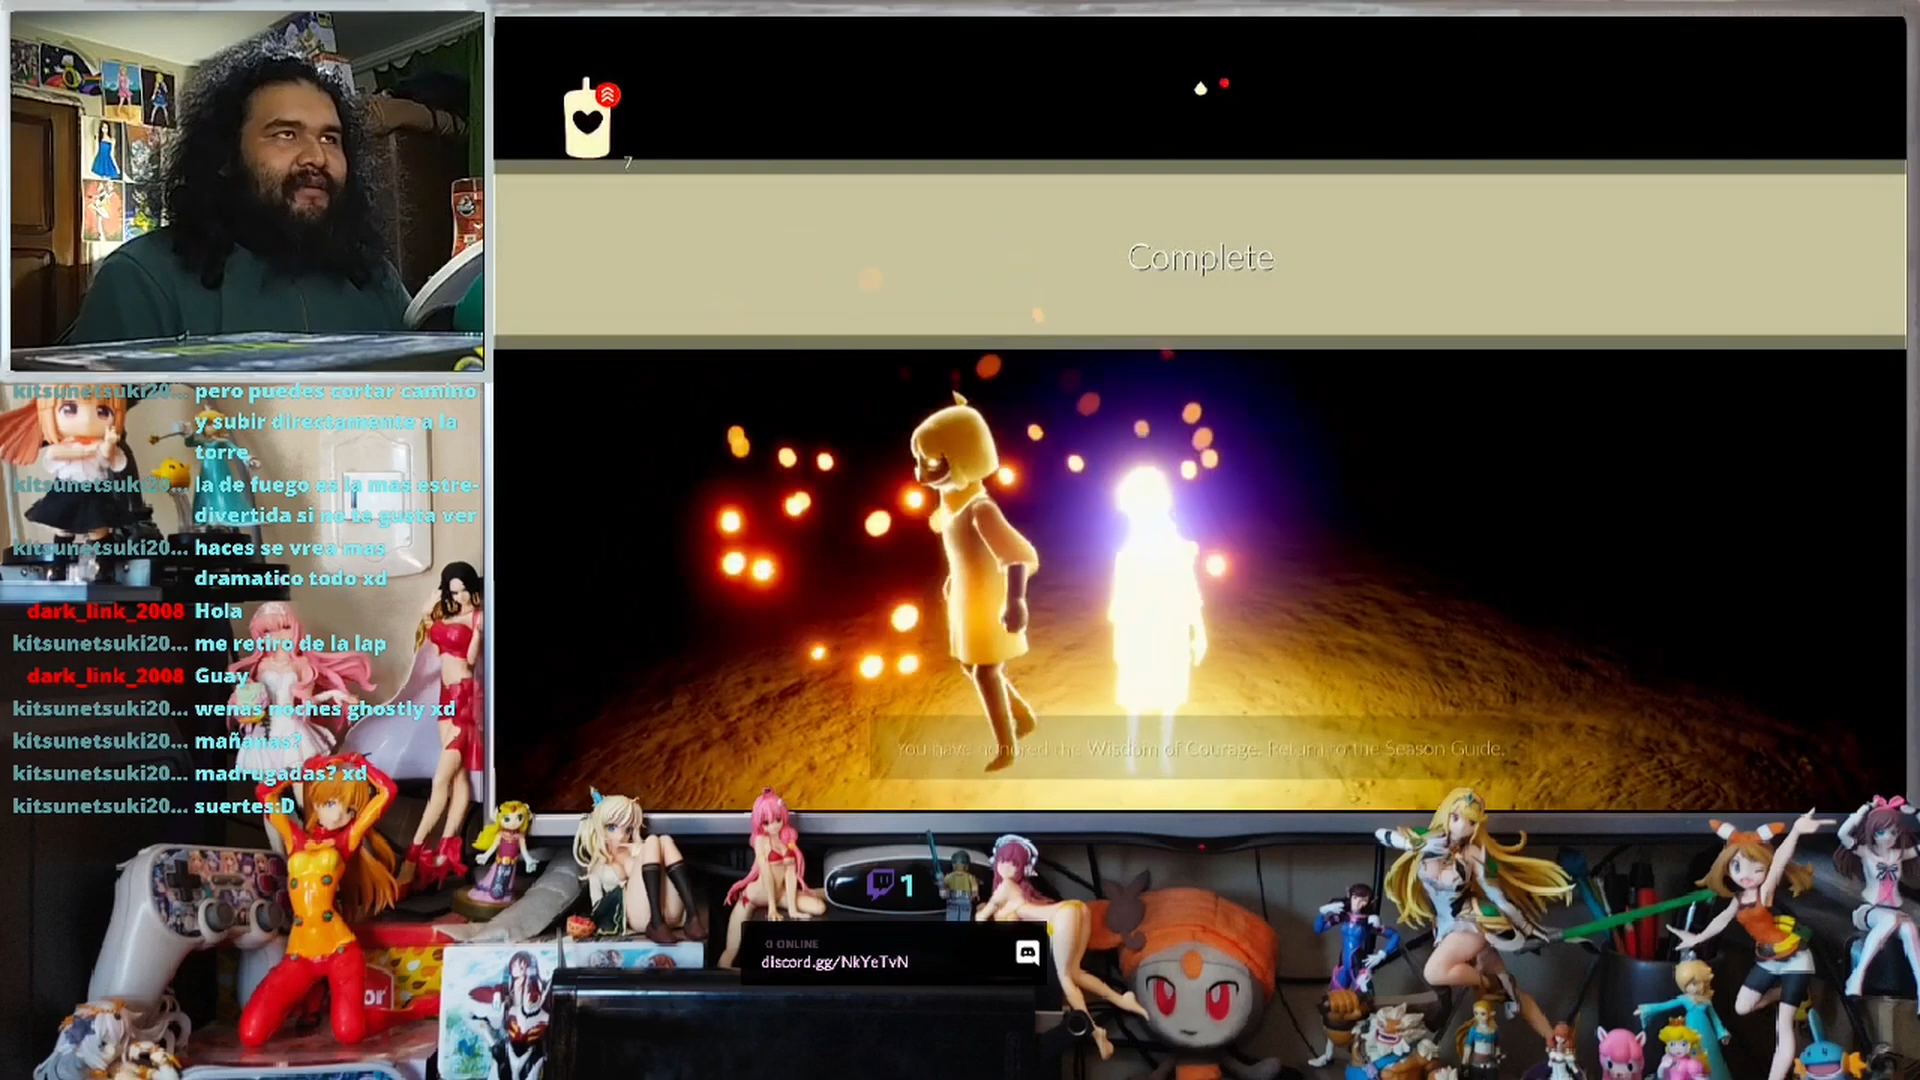 7
Complete
You have honored the Wisdom of Courage. Return to the Season Guide.
kitsunetsuki20... pero puedes cortar camino
y subir directamente a la
torre
kitsunetsuki20... la de fuego es la mas estre-
divertida si no te gusta ver
kitsunetsuki20... haces se vrea mas
dramatico todo xd
dark_link_2008 Hola
kitsunetsuki20... me retiro de la lap
dark_link_2008 Guay
kitsunetsuki20... wenas noches ghostly xd
kitsunetsuki20... mañanas?
kitsunetsuki20... madrugadas? xd
kitsunetsuki20... suertes:D
1
0 ONLINE
discord.gg/NkYeTvN